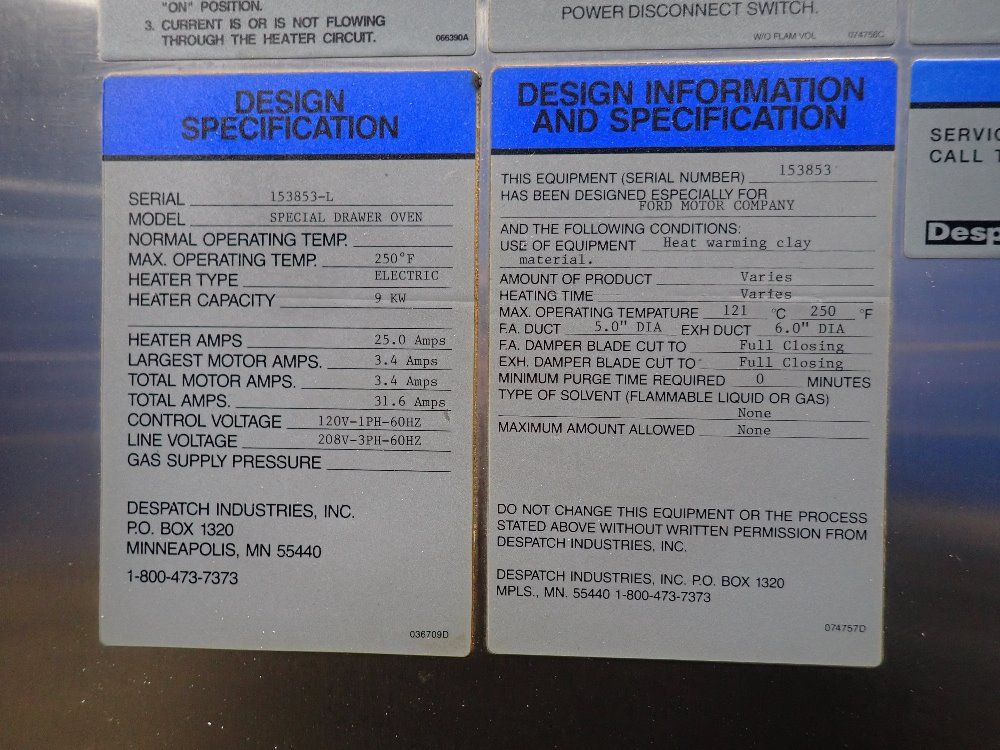 "ON" POSITION.
3. CURRENT IS OR IS NOT FLOWING
THROUGH THE HEATER CIRCUIT.
066390A
POWER DISCONNECT SWITCH.
W/O FLAM VOL 074756C
DESIGN
SPECIFICATION
SERIAL 153853-L
MODEL SPECIAL DRAWER OVEN
NORMAL OPERATING TEMP.
MAX. OPERATING TEMP. 250°F
HEATER TYPE ELECTRIC
HEATER CAPACITY 9 KW
HEATER AMPS 25.0 Amps
LARGEST MOTOR AMPS. 3.4 Amps
TOTAL MOTOR AMPS. 3.4 Amps
TOTAL AMPS. 31.6 Amps
CONTROL VOLTAGE 120V-1PH-60HZ
LINE VOLTAGE 208V-3PH-60HZ
GAS SUPPLY PRESSURE
DESPATCH INDUSTRIES, INC.
P.O. BOX 1320
MINNEAPOLIS, MN 55440
1-800-473-7373
036709D
DESIGN INFORMATION
AND SPECIFICATION
THIS EQUIPMENT (SERIAL NUMBER) 153853
HAS BEEN DESIGNED ESPECIALLY FOR
FORD MOTOR COMPANY
AND THE FOLLOWING CONDITIONS:
USE OF EQUIPMENT Heat warming clay
material.
AMOUNT OF PRODUCT Varies
HEATING TIME Varies
MAX. OPERATING TEMPATURE 121 °C 250 °F
F.A. DUCT 5.0" DIA EXH DUCT 6.0" DIA
F.A. DAMPER BLADE CUT TO Full Closing
EXH. DAMPER BLADE CUT TO Full Closing
MINIMUM PURGE TIME REQUIRED 0 MINUTES
TYPE OF SOLVENT (FLAMMABLE LIQUID OR GAS)
None
MAXIMUM AMOUNT ALLOWED None
DO NOT CHANGE THIS EQUIPMENT OR THE PROCESS
STATED ABOVE WITHOUT WRITTEN PERMISSION FROM
DESPATCH INDUSTRIES, INC.
DESPATCH INDUSTRIES, INC. P.O. BOX 1320
MPLS., MN. 55440 1-800-473-7373
074757D
SERVIC
CALL T
Desp